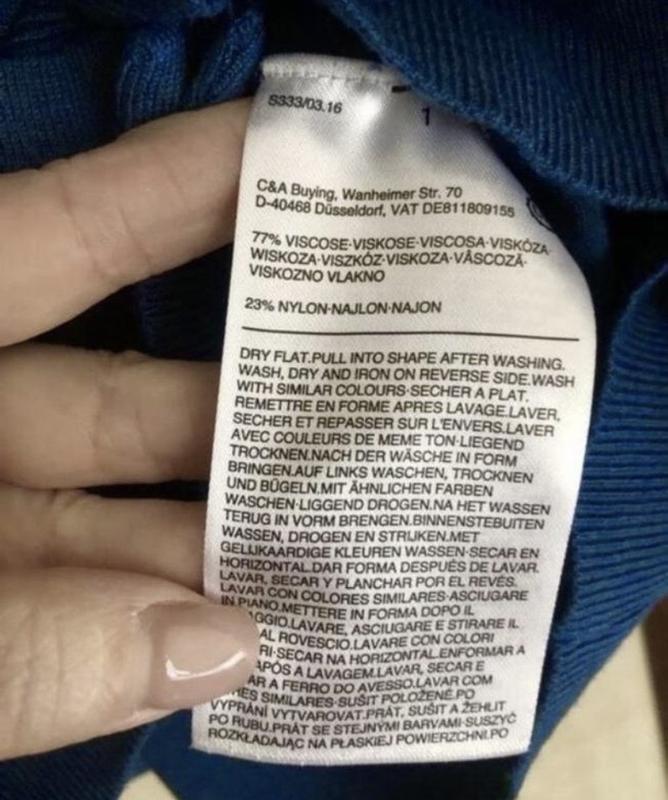 S333/03.16
1
C&A Buying, Wanheimer Str. 70
D-40468 Düsseldorf, VAT DE811809155
77% VISCOSE·VISKOSE·VISCOSA·VISKÓZA·
WISKOZA·VISZKÓZ·VISKOZA·VÂSCOZĂ·
VISKOZNO VLAKNO
23% NYLON·NAJLON·NAJON
DRY FLAT.PULL INTO SHAPE AFTER WASHING.
WASH, DRY AND IRON ON REVERSE SIDE.WASH
WITH SIMILAR COLOURS·SECHER A PLAT.
REMETTRE EN FORME APRES LAVAGE.LAVER,
SECHER ET REPASSER SUR L'ENVERS.LAVER
AVEC COULEURS DE MEME TON·LIEGEND
TROCKNEN.NACH DER WÄSCHE IN FORM
BRINGEN.AUF LINKS WASCHEN, TROCKNEN
UND BÜGELN.MIT ÄHNLICHEN FARBEN
WASCHEN·LIGGEND DROGEN.NA HET WASSEN
TERUG IN VORM BRENGEN.BINNENSTEBUITEN
WASSEN, DROGEN EN STRIJKEN.MET
GELIJKAARDIGE KLEUREN WASSEN·SECAR EN
HORIZONTAL.DAR FORMA DESPUÉS DE LAVAR.
LAVAR, SECAR Y PLANCHAR POR EL REVÉS.
LAVAR CON COLORES SIMILARES·ASCIUGARE
IN PIANO.METTERE IN FORMA DOPO IL
AGGIO.LAVARE, ASCIUGARE E STIRARE IL
AL ROVESCIO.LAVARE CON COLORI
RI·SECAR NA HORIZONTAL.ENFORMAR A
APÓS A LAVAGEM.LAVAR, SECAR E
AR A FERRO DO AVESSO.LAVAR COM
ES SIMILARES·SUŠIT POLOŽENÉ.PO
VYPRÁNÍ VYTVAROVAT.PRÁT, SUŠIT A ŽEHLIT
PO RUBU.PRÁT SE STEJNÝMI BARVAMI·SUSZYĆ
ROZKŁADAJĄC NA PŁASKIEJ POWIERZCHNI.PO